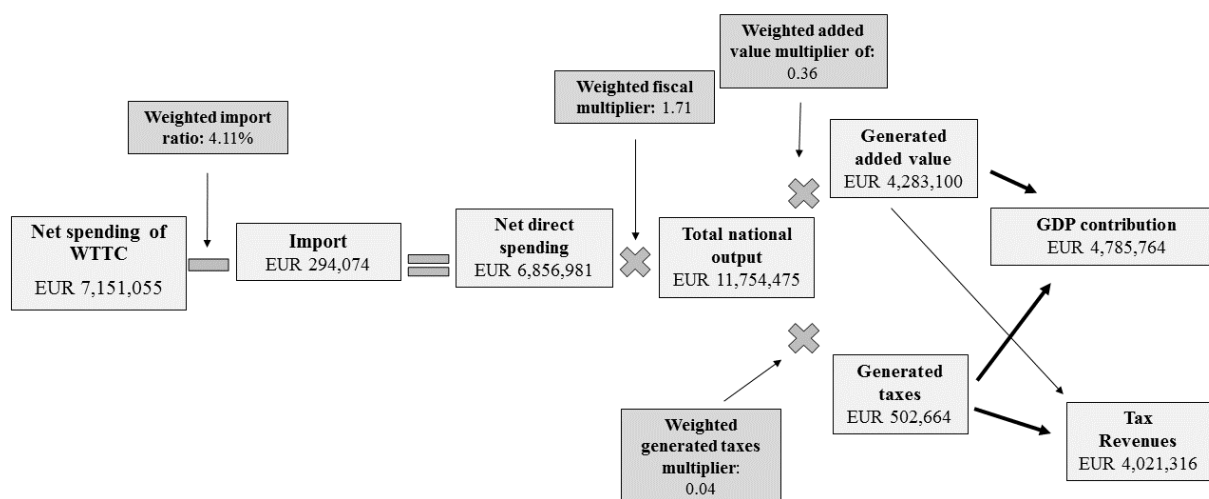 Weighted added
value multiplier of:
0.36
Weighted fiscal
multiplier: 1.71
Weighted import
ratio: 4.11%
Generated
added value
EUR 4,283,100
Net spending of
WTTC
EUR 7,151,055
Import
EUR 294,074
Net direct
spending
EUR 6,856,981
Total national
output
EUR 11,754,475
GDP contribution
EUR 4,785,764
Generated
taxes
EUR 502,664
Weighted
generated taxes
multiplier:
0.04
Tax
Revenues
EUR 4,021,316